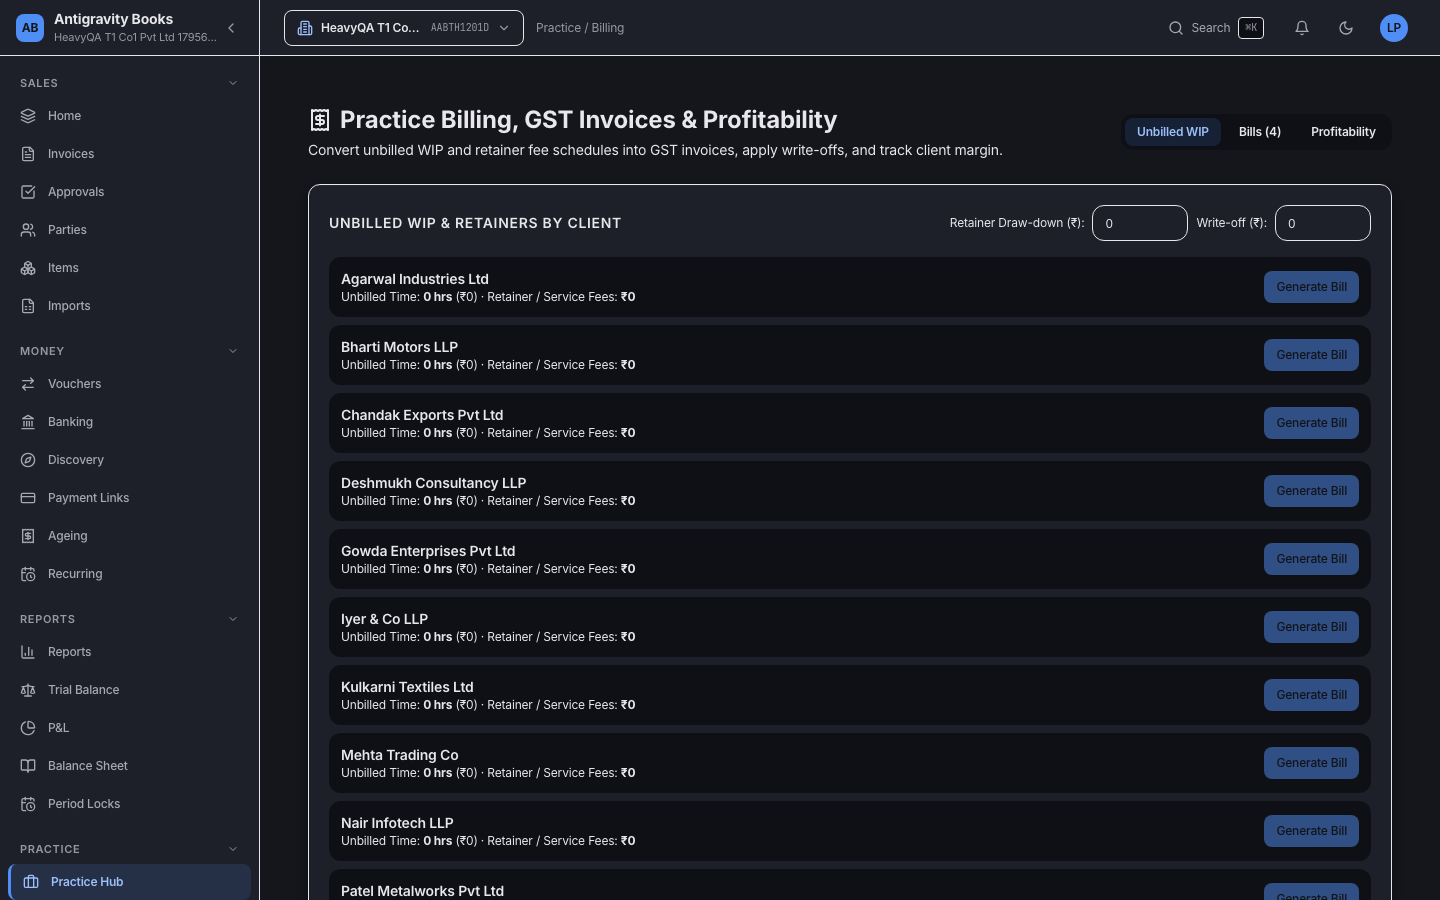 AB
Antigravity Books
HeavyQA T1 Co1 Pvt Ltd 17956...
SALES
Home
Invoices
Approvals
Parties
Items
Imports
MONEY
Vouchers
Banking
Discovery
Payment Links
Ageing
Recurring
REPORTS
Reports
Trial Balance
P&L
Balance Sheet
Period Locks
PRACTICE
Practice Hub
HeavyQA T1 Co... AABTH1201D
Practice / Billing
Search ⌘K
LP
Practice Billing, GST Invoices & Profitability
Convert unbilled WIP and retainer fee schedules into GST invoices, apply write-offs, and track client margin.
Unbilled WIP Bills (4) Profitability
UNBILLED WIP & RETAINERS BY CLIENT
Retainer Draw-down (₹): 0 Write-off (₹): 0
Agarwal Industries Ltd
Unbilled Time: 0 hrs (₹0) · Retainer / Service Fees: ₹0
Generate Bill
Bharti Motors LLP
Unbilled Time: 0 hrs (₹0) · Retainer / Service Fees: ₹0
Generate Bill
Chandak Exports Pvt Ltd
Unbilled Time: 0 hrs (₹0) · Retainer / Service Fees: ₹0
Generate Bill
Deshmukh Consultancy LLP
Unbilled Time: 0 hrs (₹0) · Retainer / Service Fees: ₹0
Generate Bill
Gowda Enterprises Pvt Ltd
Unbilled Time: 0 hrs (₹0) · Retainer / Service Fees: ₹0
Generate Bill
Iyer & Co LLP
Unbilled Time: 0 hrs (₹0) · Retainer / Service Fees: ₹0
Generate Bill
Kulkarni Textiles Ltd
Unbilled Time: 0 hrs (₹0) · Retainer / Service Fees: ₹0
Generate Bill
Mehta Trading Co
Unbilled Time: 0 hrs (₹0) · Retainer / Service Fees: ₹0
Generate Bill
Nair Infotech LLP
Unbilled Time: 0 hrs (₹0) · Retainer / Service Fees: ₹0
Generate Bill
Patel Metalworks Pvt Ltd
Generate Bill